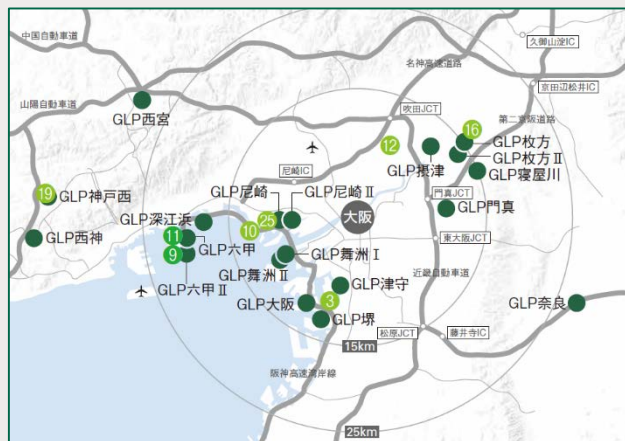 中国自動車道
久御山淀IC
名神高速道路
京田辺松井IC
山陽自動車道
GLP西宮
吹田JCT
第二京阪道路
16
12
GLP枚方
GLP枚方Ⅱ
GLP摂津
GLP寝屋川
尼崎IC
19
GLP神戸西
GLP尼崎
GLP尼崎Ⅱ
門真JCT
GLP門真
GLP深江浜
25
10
大阪
11
GLP西神
GLP六甲
東大阪JCT
9
GLP舞洲Ⅰ
GLP六甲Ⅱ
GLP舞洲Ⅱ
近畿自動車道
GLP津守
3
GLP大阪
GLP奈良
GLP堺
松原JCT
藤井寺IC
15km
阪神高速湾岸線
25km